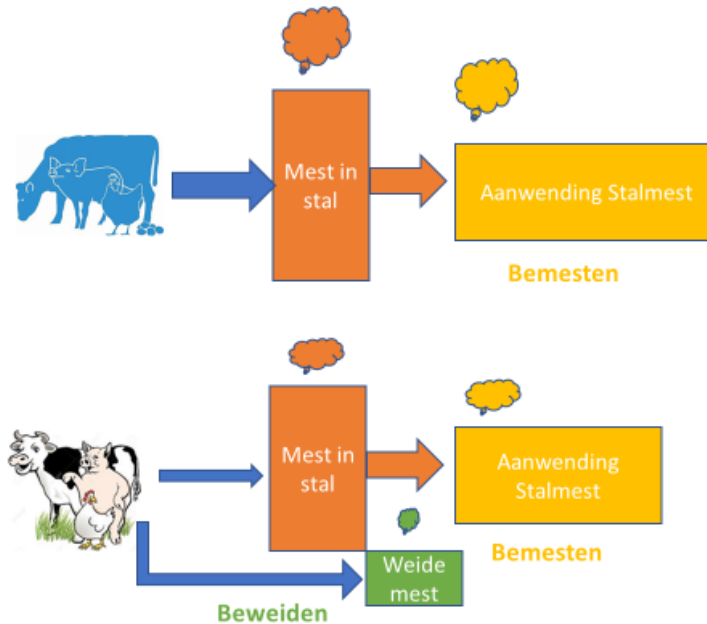 Mest in
stal
Aanwending Stalmest
Bemesten
Mest in
stal
Aanwending
Stalmest
Bemesten
Weide
mest
Beweiden